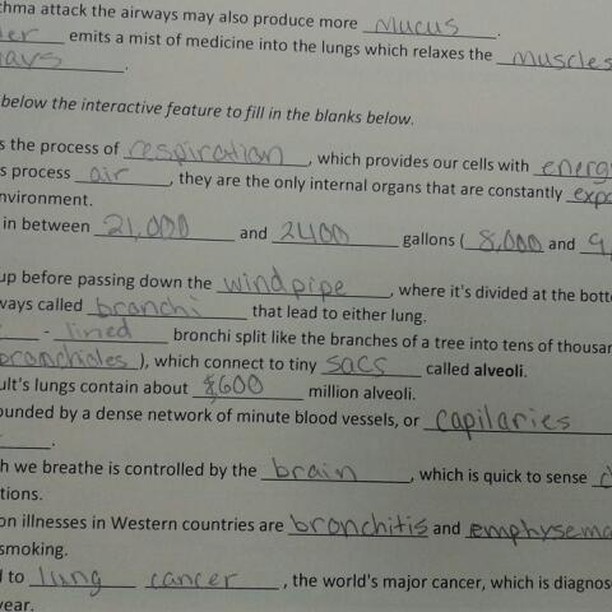 thma attack the airways may also produce more mucus .
emits a mist of medicine into the lungs which relaxes the muscles
.
below the interactive feature to fill in the blanks below.
s the process of respiration , which provides our cells with energ
s process air , they are the only internal organs that are constantly expo
nvironment.
in between 21,000 and 2400 gallons ( 8,000 and 9,
up before passing down the windpipe , where it's divided at the botto
ways called branchi that lead to either lung.
- lined bronchi split like the branches of a tree into tens of thousan
branchioles ), which connect to tiny sacs called alveoli.
ult's lungs contain about 600 million alveoli.
ounded by a dense network of minute blood vessels, or capilaries
.
h we breathe is controlled by the brain , which is quick to sense
tions.
on illnesses in Western countries are bronchitis and emphysema
smoking.
d to lung cancer , the world's major cancer, which is diagnos
year.